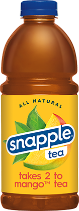 ALL NATURAL
snapple
tea
takes 2 to
mango™ tea